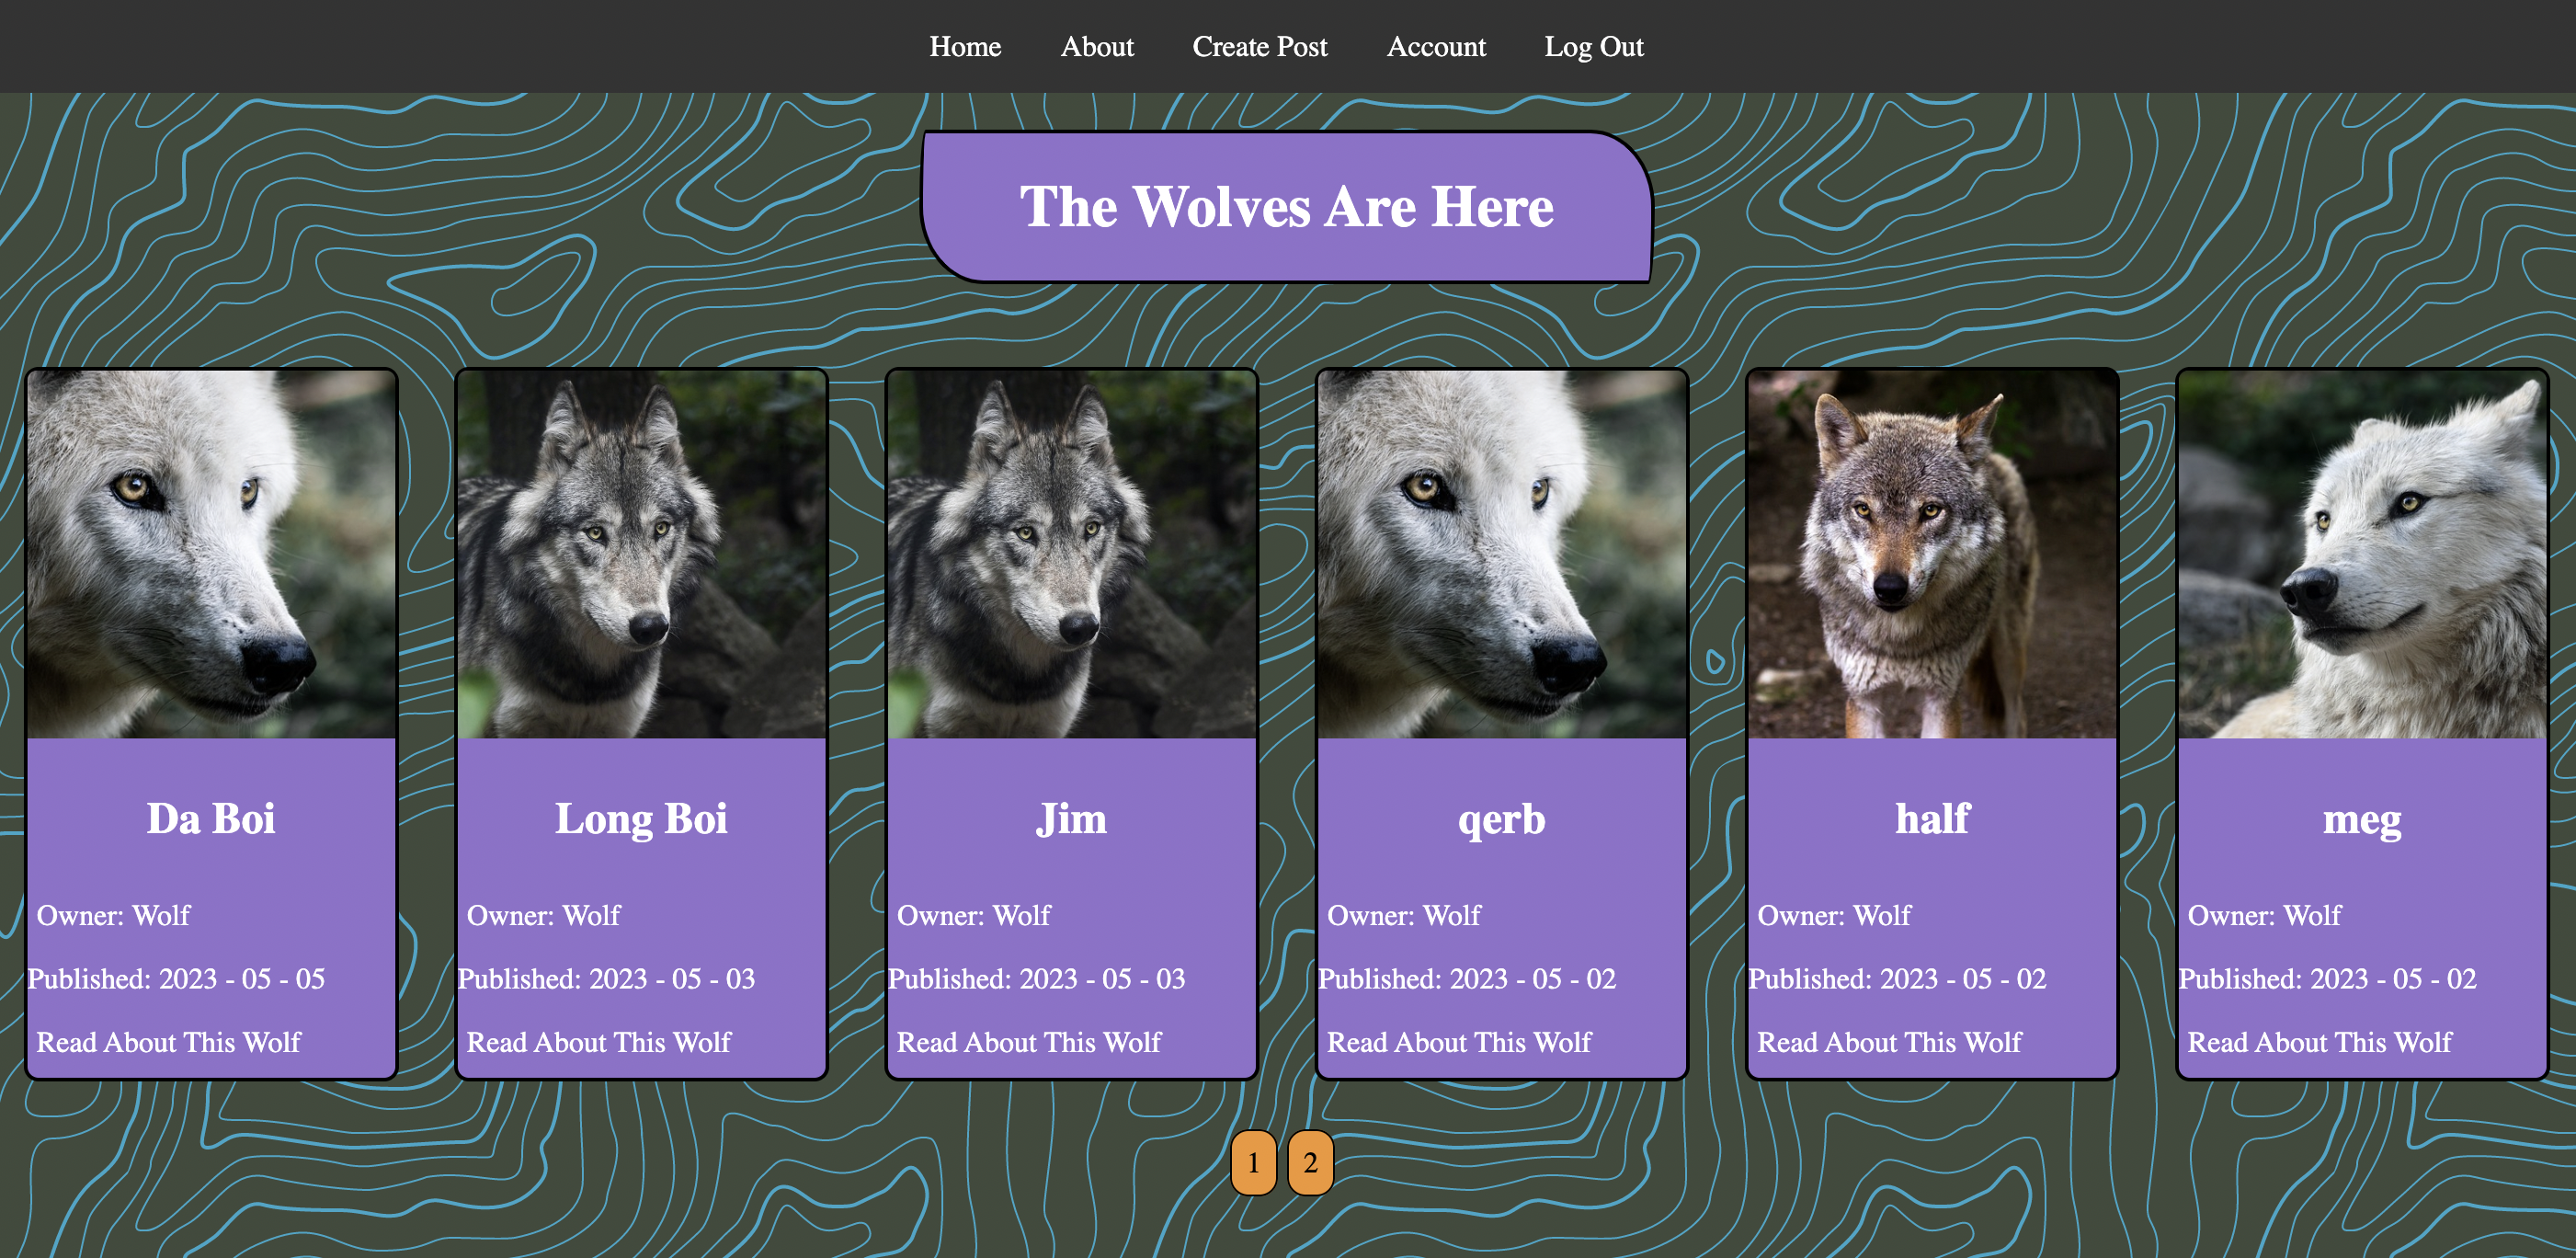 Home About Create Post Account Log Out
The Wolves Are Here
Da Boi
Owner: Wolf
Published: 2023 - 05 - 05
Read About This Wolf
Long Boi
Owner: Wolf
Published: 2023 - 05 - 03
Read About This Wolf
Jim
Owner: Wolf
Published: 2023 - 05 - 03
Read About This Wolf
qerb
Owner: Wolf
Published: 2023 - 05 - 02
Read About This Wolf
half
Owner: Wolf
Published: 2023 - 05 - 02
Read About This Wolf
meg
Owner: Wolf
Published: 2023 - 05 - 02
Read About This Wolf
1 2